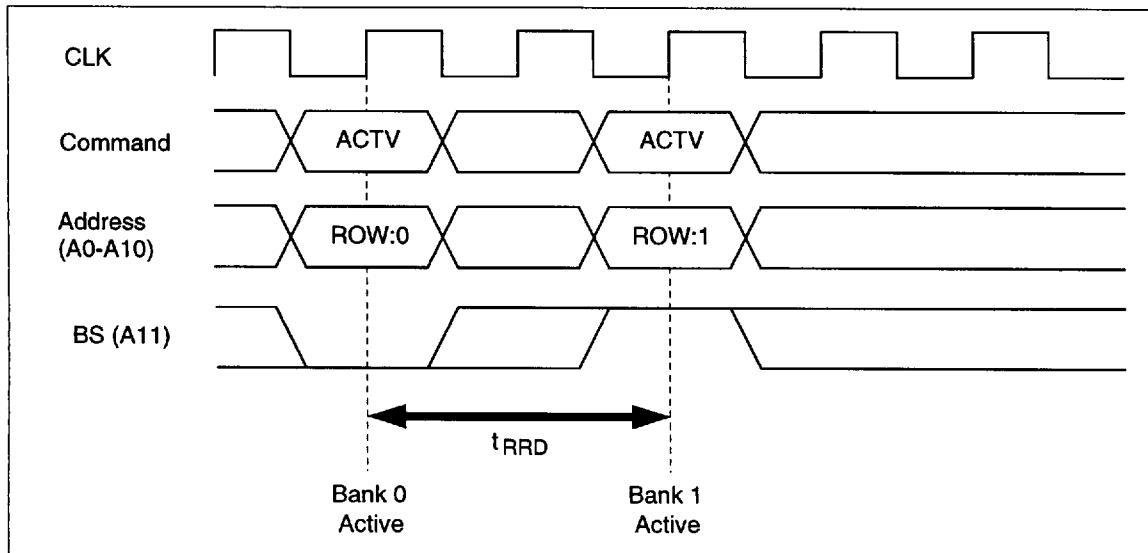 CLK
Command
ACTV
ACTV
Address
(A0-A10)
ROW:0
ROW:1
BS (A11)
tRRD
Bank 0
Active
Bank 1
Active